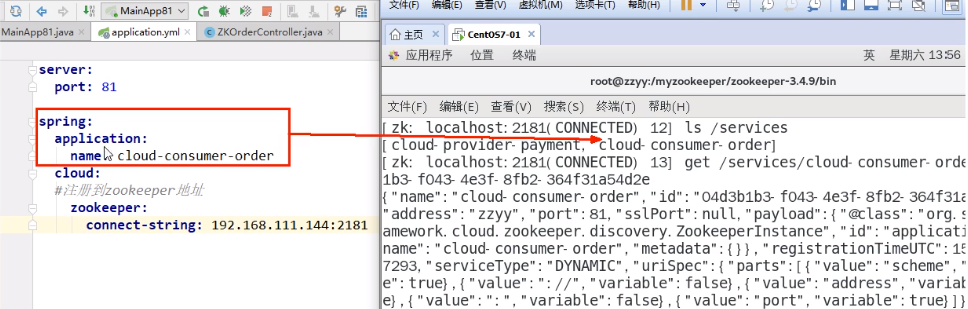 MainApp81
MainApp81.java
application.yml
ZKOrderController.java
server:
port: 81
spring:
application:
name: cloud-consumer-order
cloud:
#注册到zookeeper地址
zookeeper:
connect-string: 192.168.111.144:2181
文件(F) 编辑(E) 查看(V) 虚拟机(M) 选项卡(T) 帮助(H)
主页
CentOS7-01
应用程序 位置 终端
英 星期六 13:56
root@zzyy:/myzookeeper/zookeeper-3.4.9/bin
文件(F) 编辑(E) 查看(V) 搜索(S) 终端(T) 帮助(H)
[zk: localhost:2181(CONNECTED) 12] ls /services
[cloud-provider-payment, cloud-consumer-order]
[zk: localhost:2181(CONNECTED) 13] get /services/cloud-consumer-orde
1b3-f043-4e3f-8fb2-364f31a54d2e
{"name":"cloud-consumer-order","id":"04d3b1b3-f043-4e3f-8fb2-364f31a
"address":"zzyy","port":81,"sslPort":null,"payload":{"@class":"org.s
amework.cloud.zookeeper.discovery.ZookeeperInstance","id":"applicati
name":"cloud-consumer-order","metadata":{}},"registrationTimeUTC":15
7293,"serviceType":"DYNAMIC","uriSpec":{"parts":[{"value":"scheme","
e":true},{"value":"://","variable":false},{"value":"address","variab
e},{"value":":","variable":false},{"value":"port","variable":true}]}